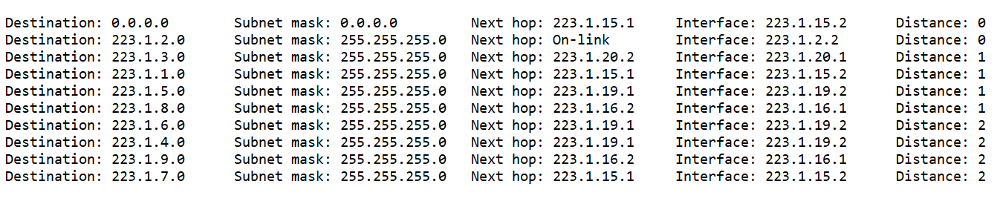 Destination: 0.0.0.0 Subnet mask: 0.0.0.0 Next hop: 223.1.15.1 Interface: 223.1.15.2 Distance: 0
Destination: 223.1.2.0 Subnet mask: 255.255.255.0 Next hop: On-link Interface: 223.1.2.2 Distance: 0
Destination: 223.1.3.0 Subnet mask: 255.255.255.0 Next hop: 223.1.20.2 Interface: 223.1.20.1 Distance: 1
Destination: 223.1.1.0 Subnet mask: 255.255.255.0 Next hop: 223.1.15.1 Interface: 223.1.15.2 Distance: 1
Destination: 223.1.5.0 Subnet mask: 255.255.255.0 Next hop: 223.1.19.1 Interface: 223.1.19.2 Distance: 1
Destination: 223.1.8.0 Subnet mask: 255.255.255.0 Next hop: 223.1.16.2 Interface: 223.1.16.1 Distance: 1
Destination: 223.1.6.0 Subnet mask: 255.255.255.0 Next hop: 223.1.19.1 Interface: 223.1.19.2 Distance: 2
Destination: 223.1.4.0 Subnet mask: 255.255.255.0 Next hop: 223.1.19.1 Interface: 223.1.19.2 Distance: 2
Destination: 223.1.9.0 Subnet mask: 255.255.255.0 Next hop: 223.1.16.2 Interface: 223.1.16.1 Distance: 2
Destination: 223.1.7.0 Subnet mask: 255.255.255.0 Next hop: 223.1.15.1 Interface: 223.1.15.2 Distance: 2